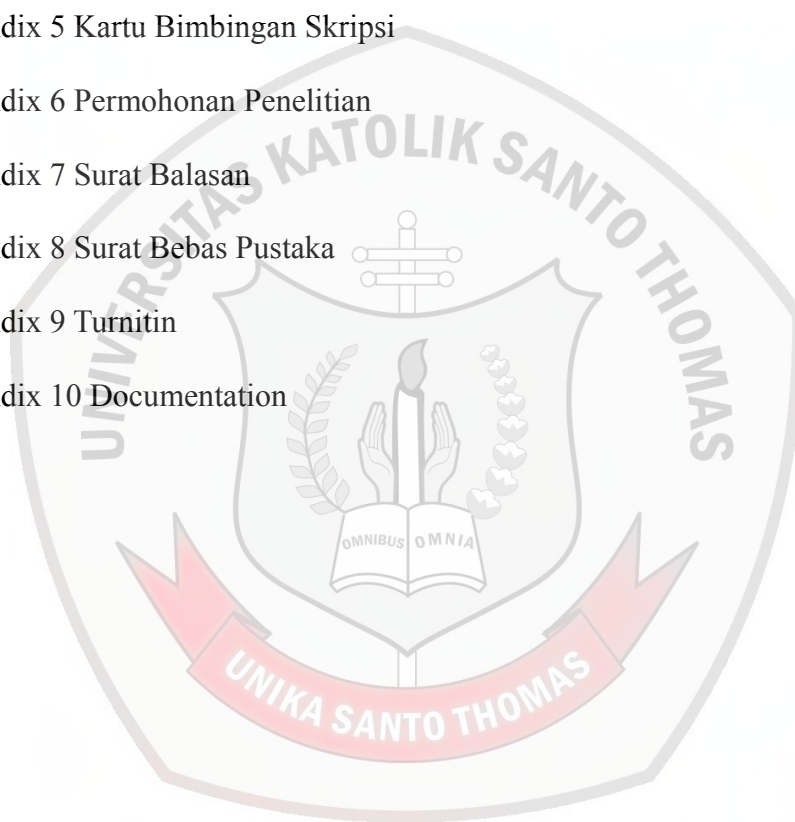 dix 5 Kartu Bimbingan Skripsi
dix 6 Permohonan Penelitian
dix 7 Surat Balasan
dix 8 Surat Bebas Pustaka
dix 9 Turnitin
dix 10 Documentation
UNIVERSITAS KATOLIK SANTO THOMAS
OMNIBUS OMNIA
UNIKA SANTO THOMAS